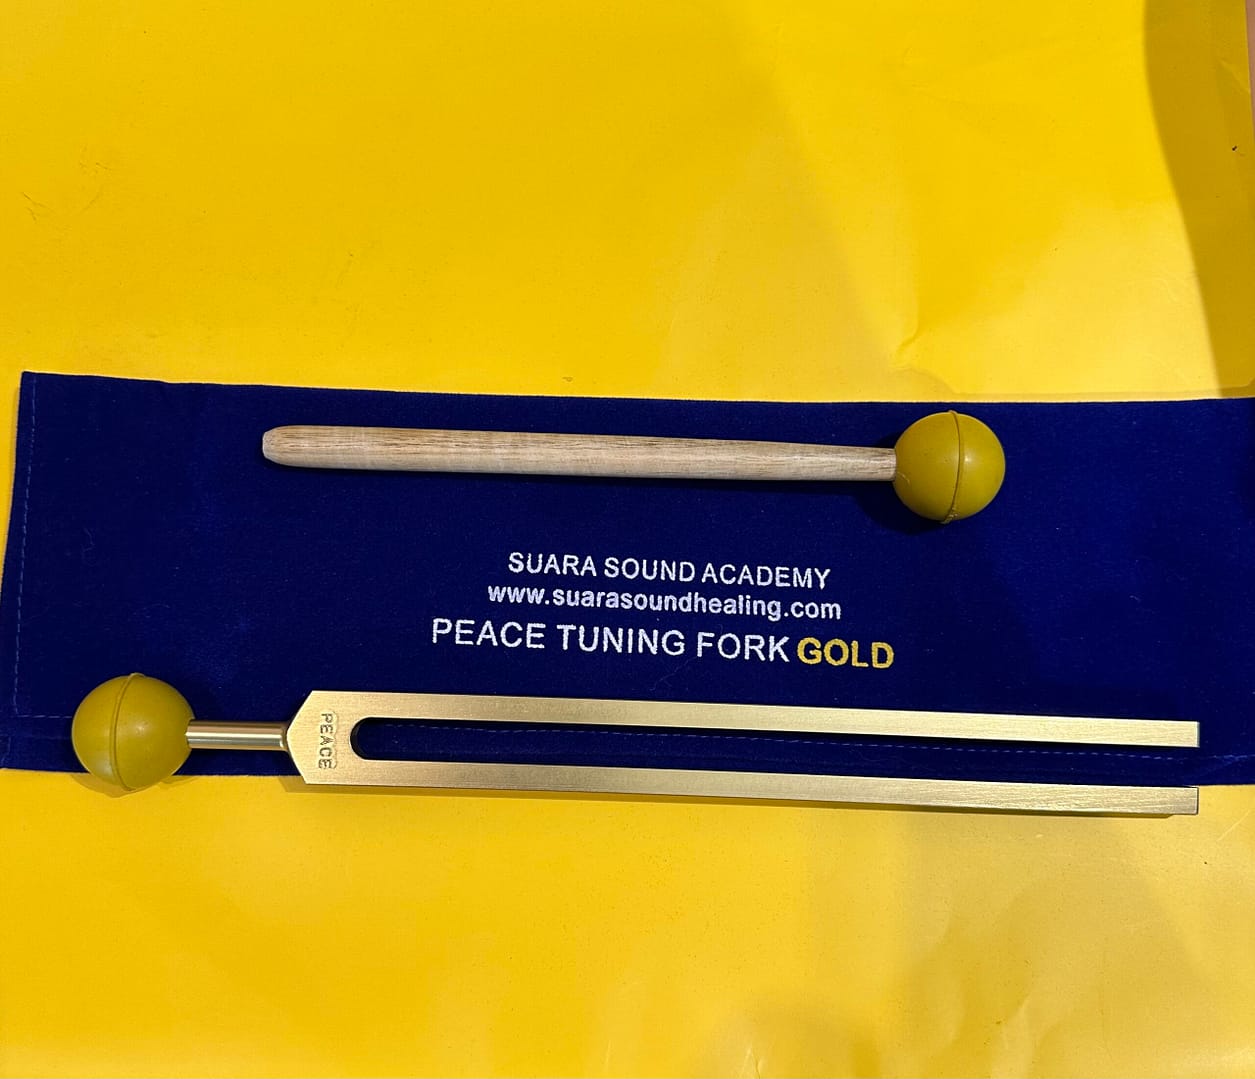 SUARA SOUND ACADEMY
www.suarasoundhealing.com
PEACE TUNING FORK GOLD
PEACE